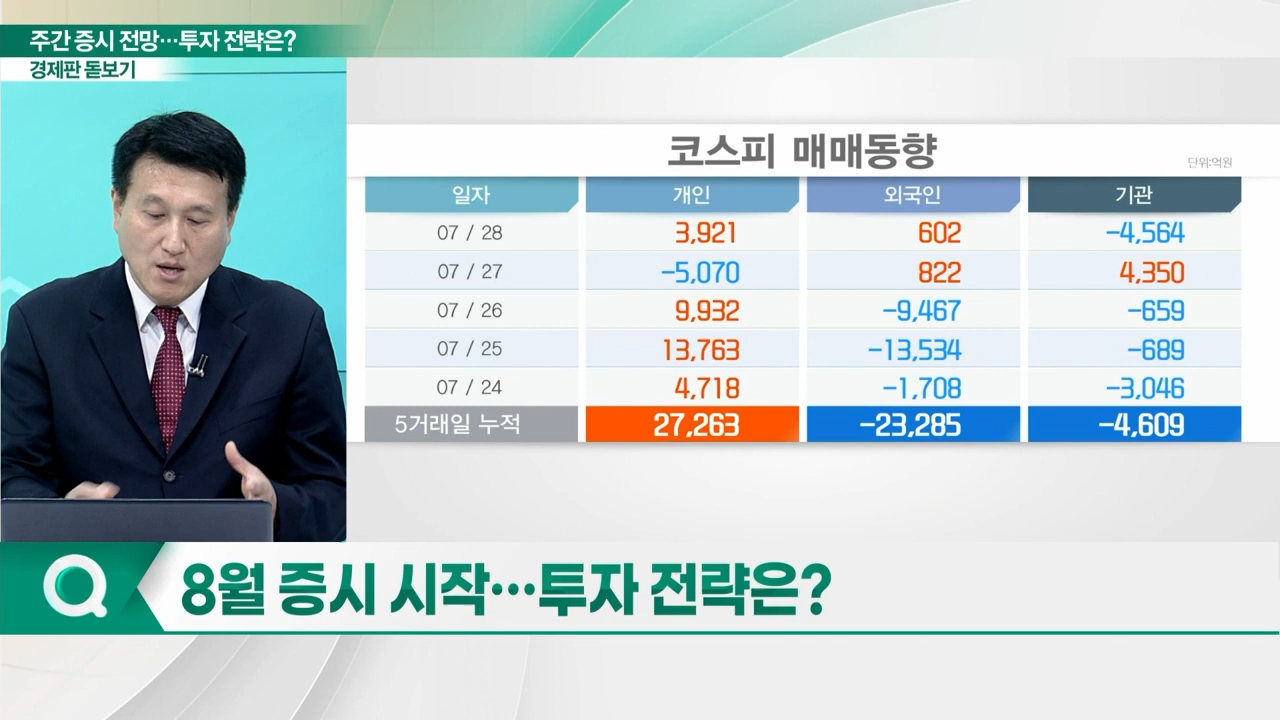 주간 증시 전망…투자 전략은?
경제판 돋보기
코스피 매매동향
단위:억원
일자 개인 외국인 기관
07 / 28 3,921 602 -4,564
07 / 27 -5,070 822 4,350
07 / 26 9,932 -9,467 -659
07 / 25 13,763 -13,534 -689
07 / 24 4,718 -1,708 -3,046
5거래일 누적 27,263 -23,285 -4,609
8월 증시 시작…투자 전략은?